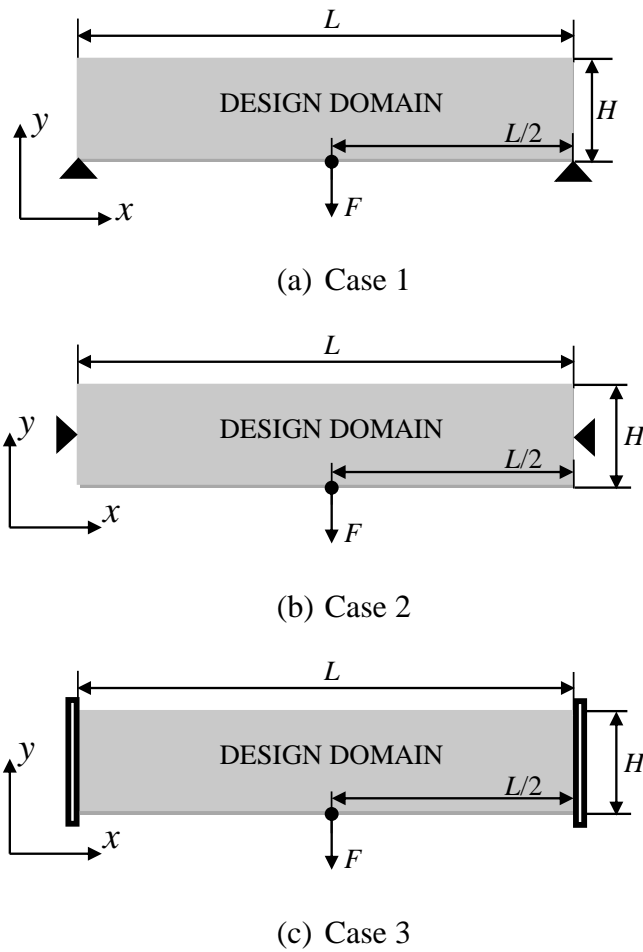 L
DESIGN DOMAIN
H
y
L/2
x
F
(a) Case 1
L
DESIGN DOMAIN
H
y
L/2
x
F
(b) Case 2
L
DESIGN DOMAIN
H
y
L/2
x
F
(c) Case 3